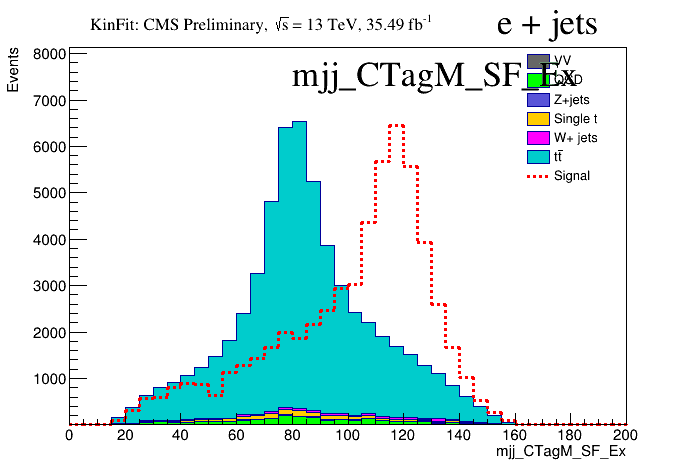 KinFit: CMS Preliminary, √s = 13 TeV, 35.49 fb⁻¹
e + jets
mjj_CTagM_SF_Ex
Events
8000
7000
6000
5000
4000
3000
2000
1000
VV
QCD
Z+jets
Single t
W+ jets
tt̄
Signal
0 20 40 60 80 100 120 140 160 180 200
mjj_CTagM_SF_Ex